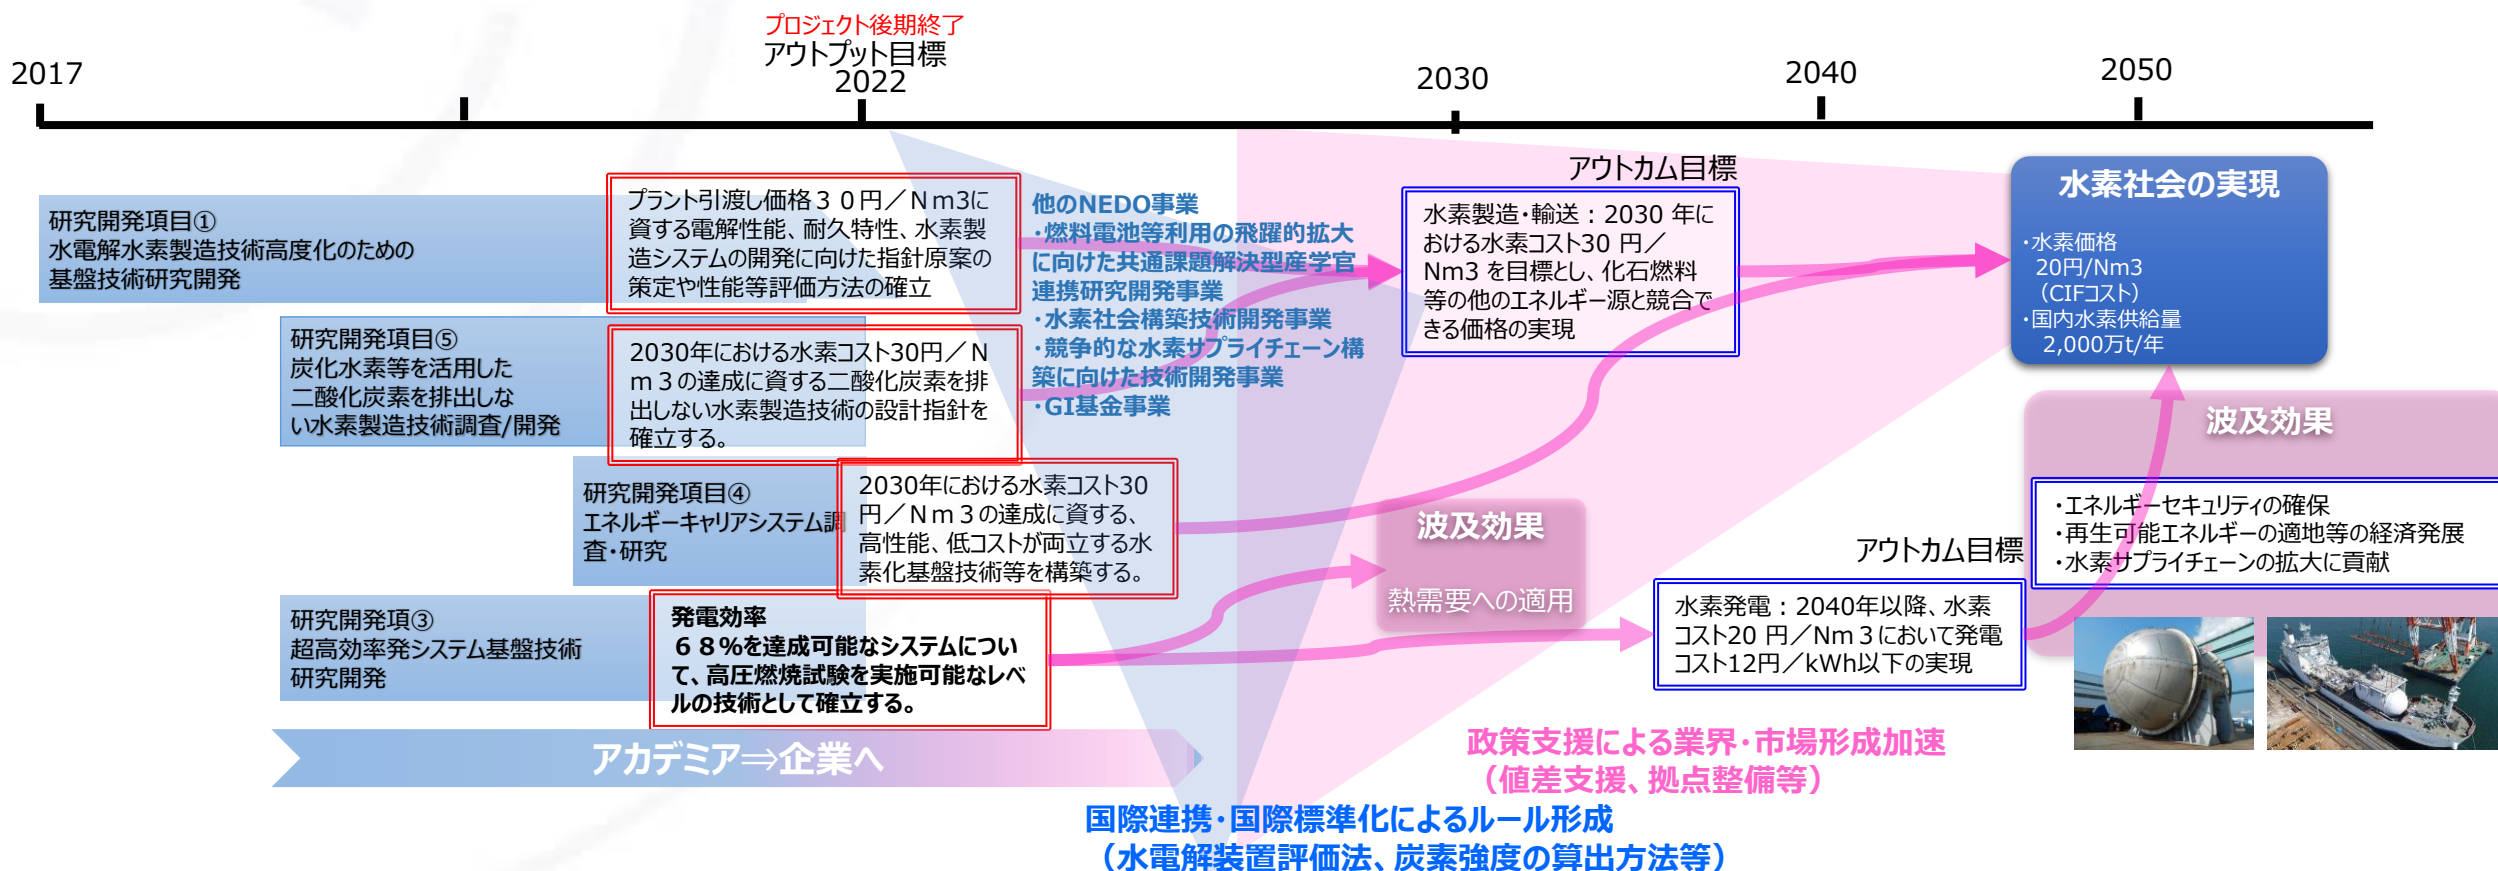 プロジェクト後期終了
アウトプット目標
2017
2022
2030
2040
2050
研究開発項目①
水電解水素製造技術高度化のための
基盤技術研究開発
プラント引渡し価格３０円／Ｎｍ3に
資する電解性能、耐久特性、水素製
造システムの開発に向けた指針原案の
策定や性能等評価方法の確立
研究開発項目⑤
炭化水素等を活用した
二酸化炭素を排出しな
い水素製造技術調査/開発
2030年における水素コスト30円／Ｎ
ｍ３の達成に資する二酸化炭素を排
出しない水素製造技術の設計指針を
確立する。
研究開発項目④
エネルギーキャリアシステム調
査・研究
2030年における水素コスト30
円／Ｎｍ３の達成に資する、
高性能、低コストが両立する水
素化基盤技術等を構築する。
研究開発項③
超高効率発システム基盤技術
研究開発
発電効率
６８％を達成可能なシステムについ
て、高圧燃焼試験を実施可能なレベ
ルの技術として確立する。
アカデミア⇒企業へ
他のNEDO事業
・燃料電池等利用の飛躍的拡大
に向けた共通課題解決型産学官
連携研究開発事業
・水素社会構築技術開発事業
・競争的な水素サプライチェーン構
築に向けた技術開発事業
・GI基金事業
アウトカム目標
水素製造・輸送：2030 年に
おける水素コスト30 円／
Nm3 を目標とし、化石燃料
等の他のエネルギー源と競合で
きる価格の実現
波及効果
熱需要への適用
アウトカム目標
水素発電：2040年以降、水素
コスト20 円／Nm３において発電
コスト12円／kWh以下の実現
水素社会の実現
・水素価格
20円/Nm3
（CIFコスト）
・国内水素供給量
2,000万t/年
波及効果
・エネルギーセキュリティの確保
・再生可能エネルギーの適地等の経済発展
・水素サプライチェーンの拡大に貢献
政策支援による業界・市場形成加速
（値差支援、拠点整備等）
国際連携・国際標準化によるルール形成
（水電解装置評価法、炭素強度の算出方法等）